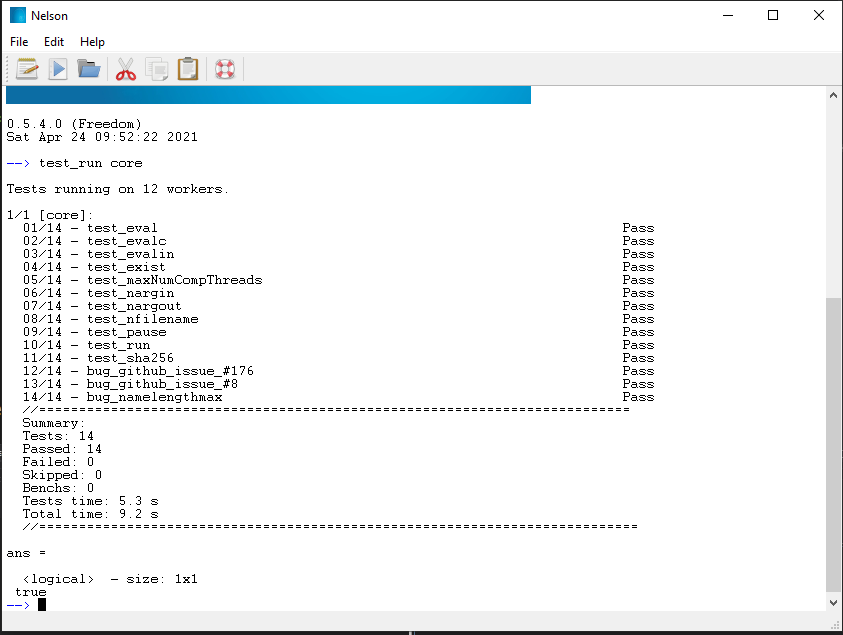 Nelson
File Edit Help
0.5.4.0 (Freedom)
Sat Apr 24 09:52:22 2021
--> test_run core
Tests running on 12 workers.
1/1 [core]:
01/14 - test_eval Pass
02/14 - test_evalc Pass
03/14 - test_evalin Pass
04/14 - test_exist Pass
05/14 - test_maxNumCompThreads Pass
06/14 - test_nargin Pass
07/14 - test_nargout Pass
08/14 - test_nfilename Pass
09/14 - test_pause Pass
10/14 - test_run Pass
11/14 - test_sha256 Pass
12/14 - bug_github_issue_#176 Pass
13/14 - bug_github_issue_#8 Pass
14/14 - bug_namelengthmax Pass
//==========================================================================
Summary:
Tests: 14
Passed: 14
Failed: 0
Skipped: 0
Benchs: 0
Tests time: 5.3 s
Total time: 9.2 s
//===========================================================================
ans =
<logical> - size: 1x1
true
-->